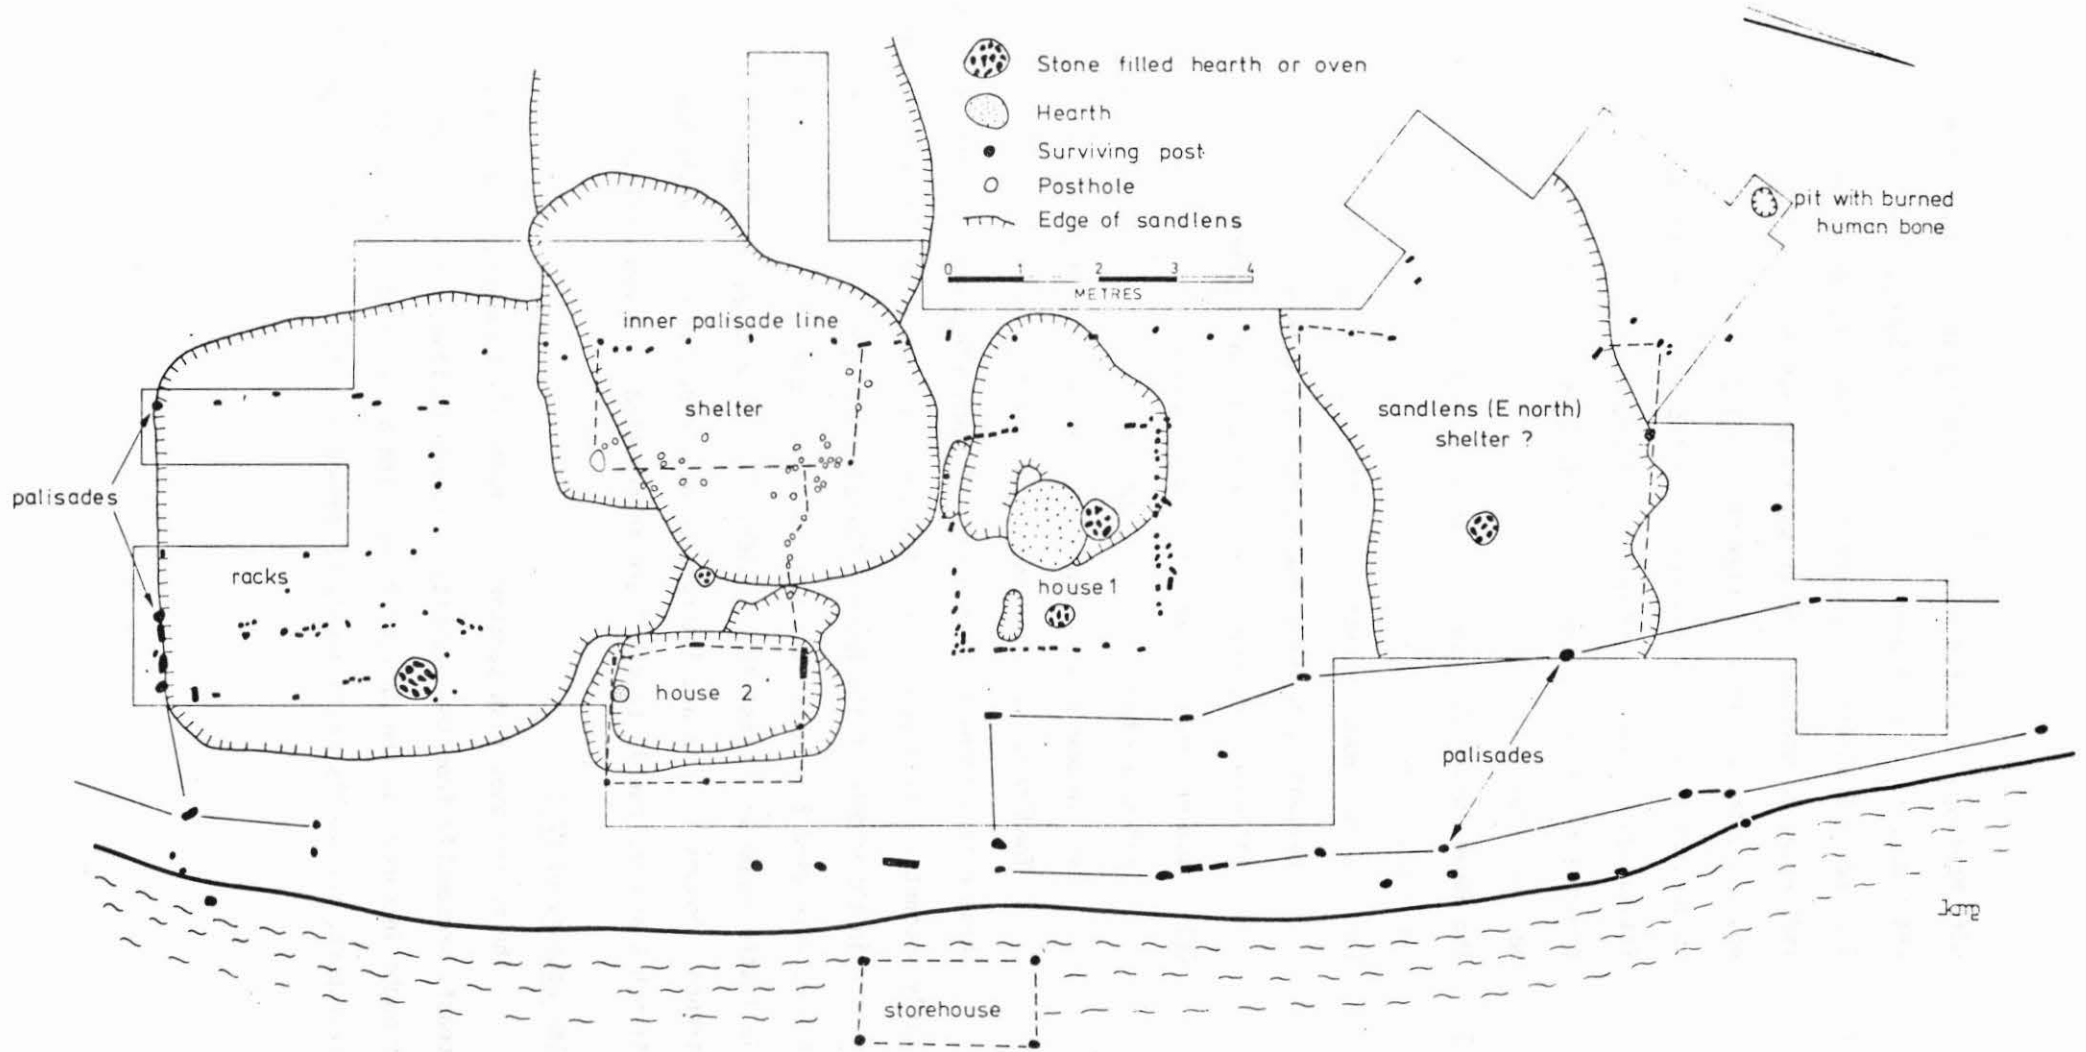 Stone filled hearth or oven
Hearth
Surviving post
Posthole
Edge of sandlens
0 1 2 3 4
METRES
pit with burned
human bone
inner palisade line
shelter
sandlens (E north)
shelter ?
palisades
racks
house 1
house 2
palisades
storehouse